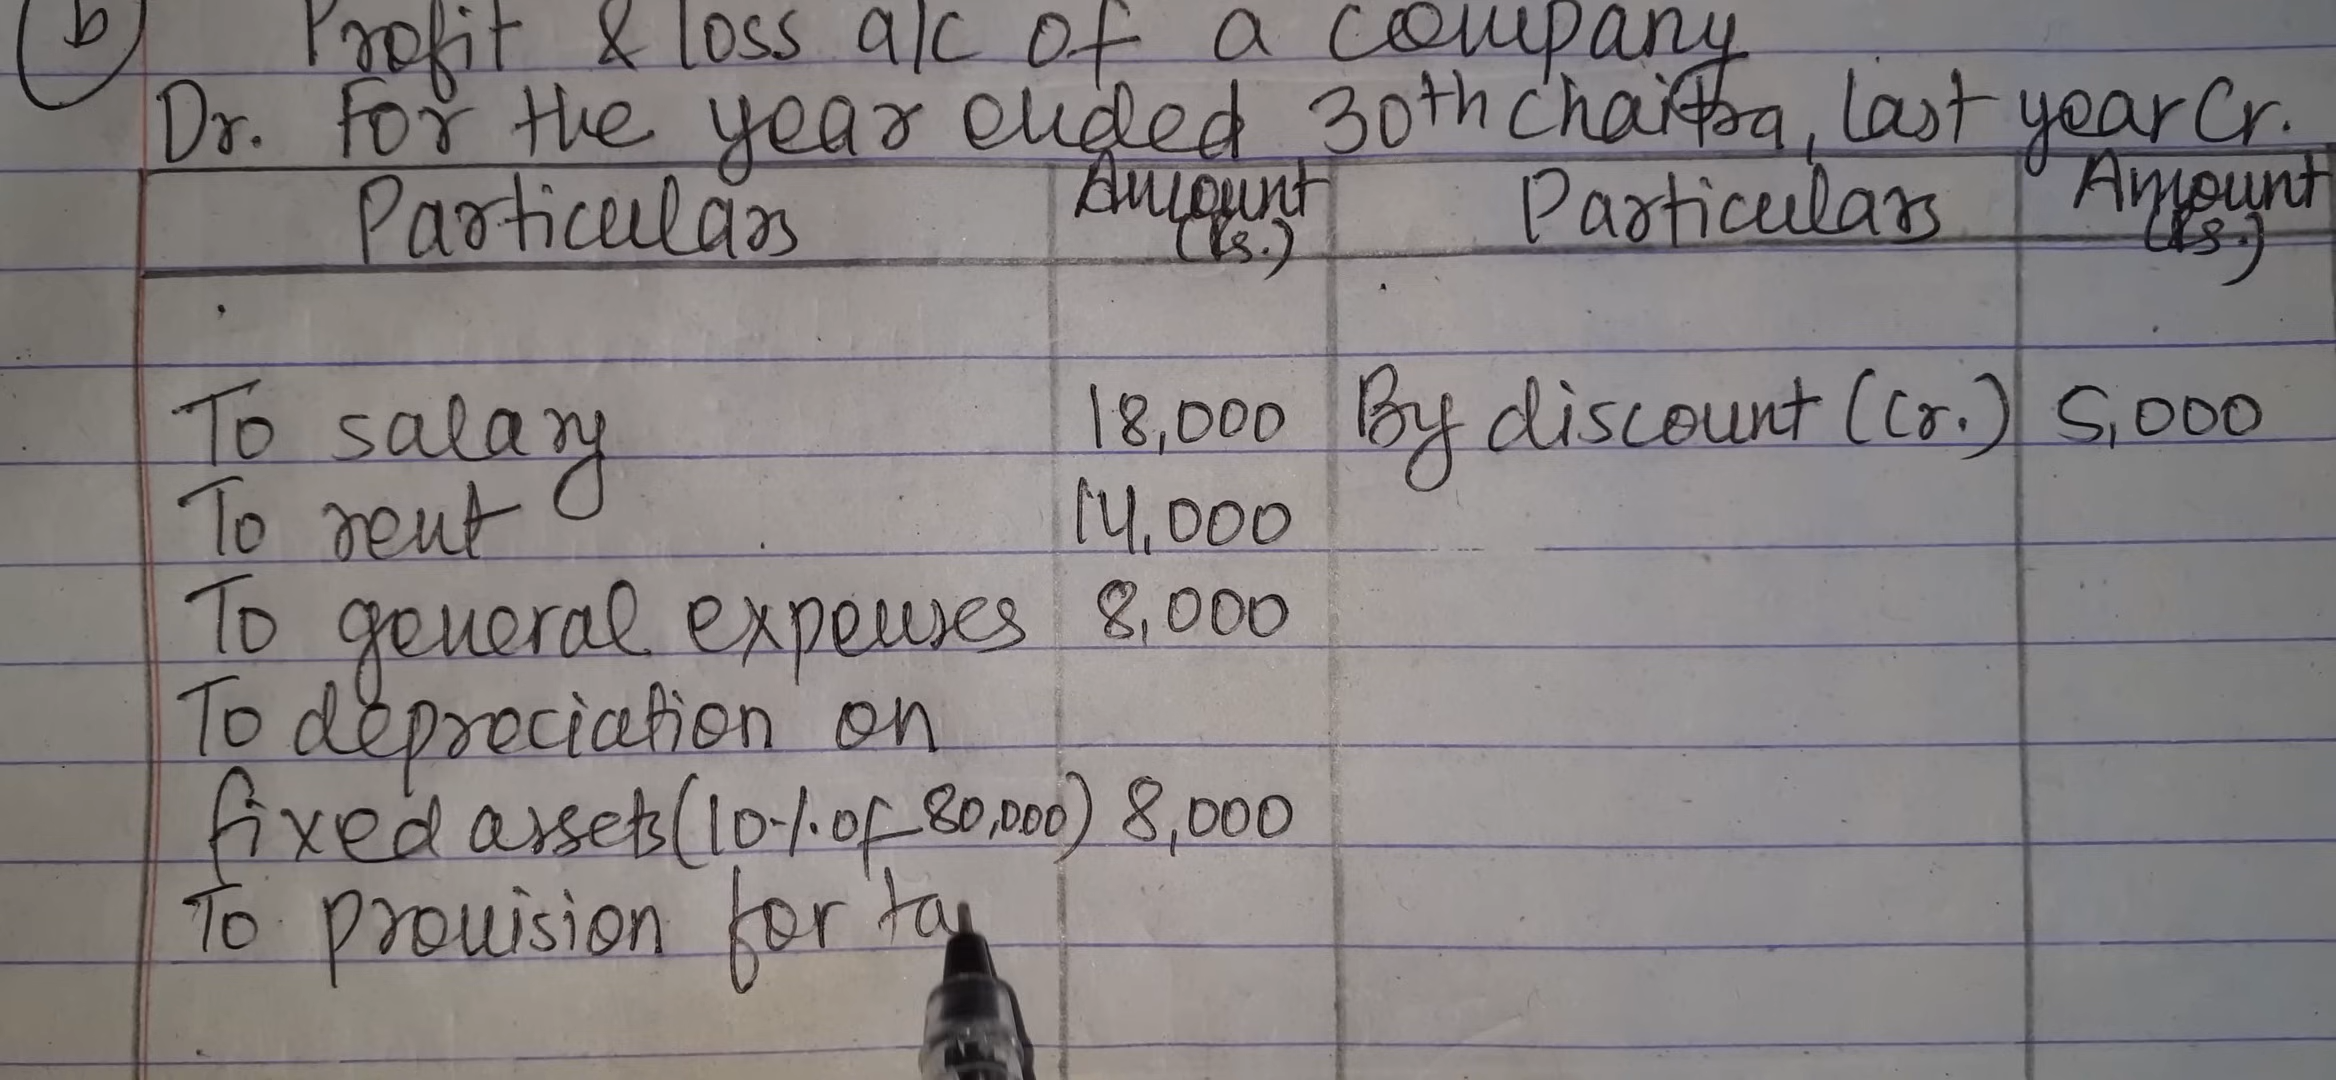 (b) Profit & loss a/c of a company
Dr. For the year ended 30th chaitra, last year Cr.
Particulars Amount (Rs.) Particulars Amount (Rs.)
To salary 18,000 By discount (Cr.) 5,000
To rent 14,000
To general expenses 8,000
To depreciation on
fixed assets (10% of 80,000) 8,000
To provision for ta